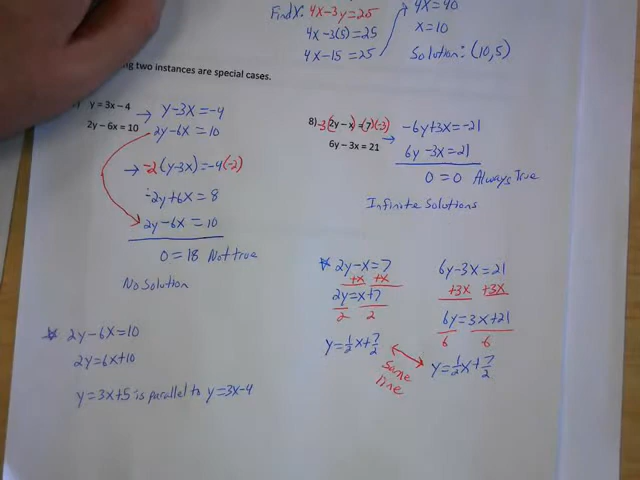 Find X: 4X-3y=25
4X-3(5)=25
4X-15=25
4X=40
X=10
Solution: (10,5)
two instances are special cases.
y = 3x – 4
2y – 6x = 10
→ y-3X=-4
2y-6X=10
→ -2(y-3X)=-4(-2)
-2y+6X=8
2y-6X=10
0=18 Not true
No Solution
2y-6X=10
2y=6X+10
y=3X+5 is parallel to y=3X-4
8) -3(2y – x)=(7)(-3)
6y – 3x = 21
→ -6y+3X=-21
6y-3X=21
0=0 Always True
Infinite Solutions
2y-X=7
+X +X
2y=X+7
2 2
y=1/2X+7/2
Same line
6y-3X=21
+3X +3X
6y=3X+21
6 6
y=1/2X+7/2